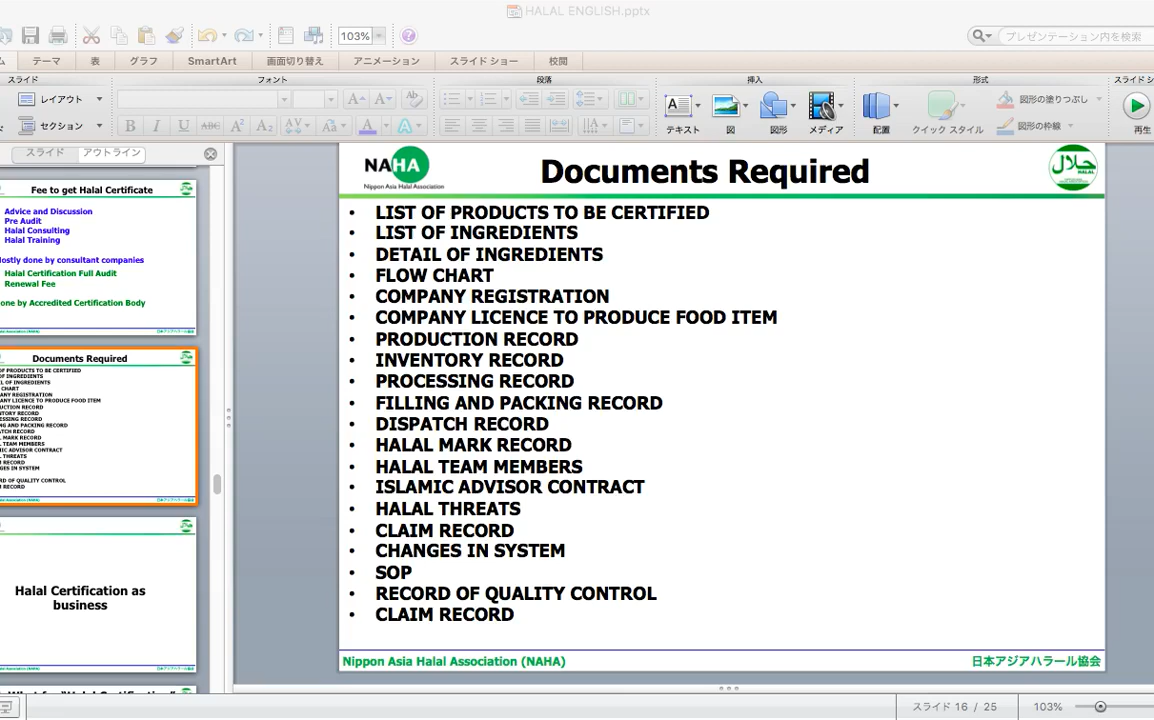 HALAL ENGLISH.pptx
103%
プレゼンテーション内を検索
テーマ
表
グラフ
SmartArt
画面切り替え
アニメーション
スライド ショー
校閲
スライド
フォント
段落
挿入
形式
レイアウト
セクション
テキスト
図
図形
メディア
配置
クイック スタイル
図形の塗りつぶし
図形の枠線
再生
スライド
アウトライン
Fee to get Halal Certificate
Advice and Discussion
Pre Audit
Halal Consulting
Halal Training
ostly done by consultant companies
Halal Certification Full Audit
Renewal Fee
one by Accredited Certification Body
Documents Required
Halal Certification as
business
NAHA
Nippon Asia Halal Association
Documents Required
حلال
HALAL
• LIST OF PRODUCTS TO BE CERTIFIED
• LIST OF INGREDIENTS
• DETAIL OF INGREDIENTS
• FLOW CHART
• COMPANY REGISTRATION
• COMPANY LICENCE TO PRODUCE FOOD ITEM
• PRODUCTION RECORD
• INVENTORY RECORD
• PROCESSING RECORD
• FILLING AND PACKING RECORD
• DISPATCH RECORD
• HALAL MARK RECORD
• HALAL TEAM MEMBERS
• ISLAMIC ADVISOR CONTRACT
• HALAL THREATS
• CLAIM RECORD
• CHANGES IN SYSTEM
• SOP
• RECORD OF QUALITY CONTROL
• CLAIM RECORD
Nippon Asia Halal Association (NAHA)
日本アジアハラール協会
スライド 16 / 25
103%